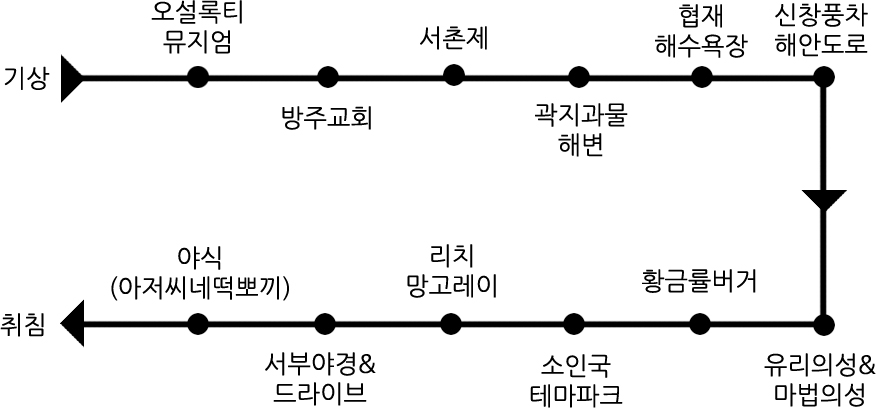 기상
오설록티
뮤지엄
방주교회
서촌제
곽지과물
해변
협재
해수욕장
신창풍차
해안도로
유리의성&
마법의성
황금률버거
소인국
테마파크
리치
망고레이
서부야경&
드라이브
야식
(아저씨네떡뽀끼)
취침